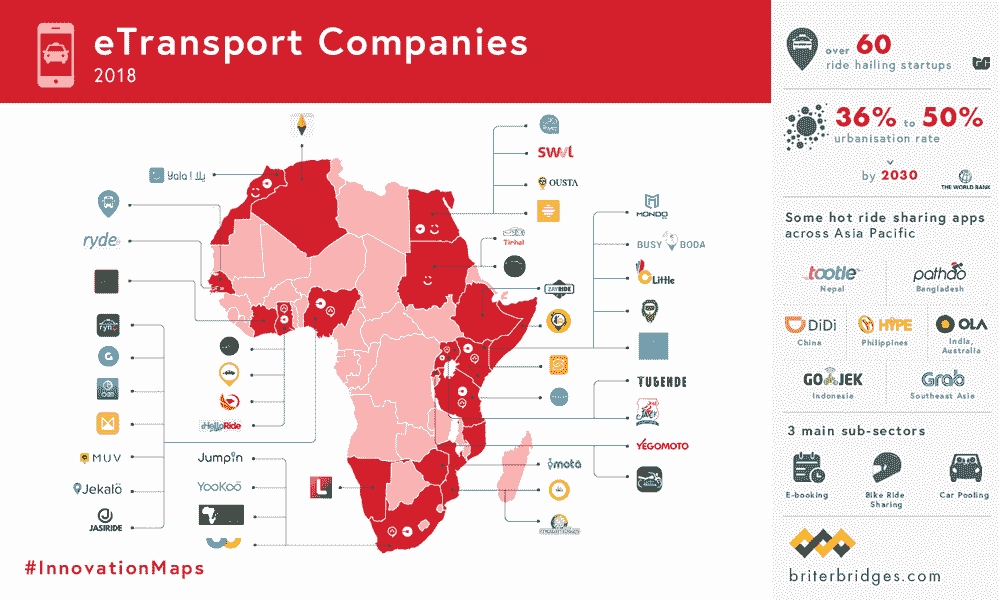 eTransport Companies
2018
over 60
ride hailing startups
36% to 50%
urbanisation rate
by 2030
THE WORLD BANK
Some hot ride sharing apps
across Asia Pacific
tootle
Nepal
pathao
Bangladesh
DiDi
China
HYPE
Philippines
OLA
India,
Australia
GOJEK
Indonesia
Grab
Southeast Asia
3 main sub-sectors
E-booking
Bike Ride
Sharing
Car Pooling
briterbridges.com
Yala ! يلا
ryde
MUV
Jekalo
JASIRIDE
HelloRide
Jumpin
YooKoo
L
SWVL
OUSTA
Tirhal
ZAYRIDE
MONDO
BUSY BODA
Little
TUGENDE
YEGOMOTO
mota
#InnovationMaps